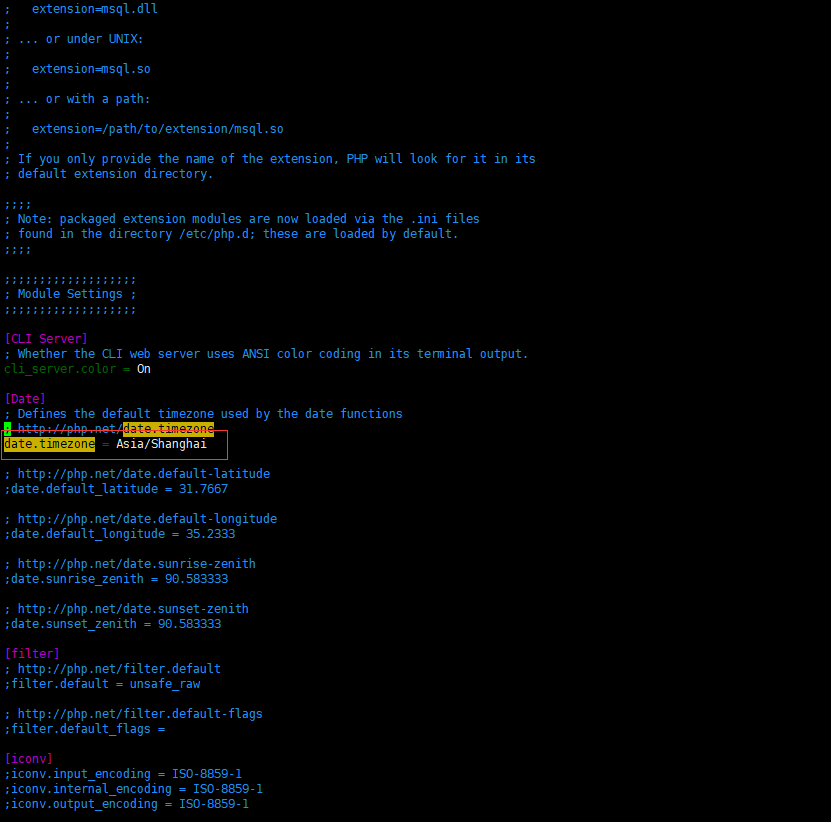 ;   extension=msql.dll
;
; ... or under UNIX:
;
;   extension=msql.so
;
; ... or with a path:
;
;   extension=/path/to/extension/msql.so
;
; If you only provide the name of the extension, PHP will look for it in its
; default extension directory.
;;;;
; Note: packaged extension modules are now loaded via the .ini files
; found in the directory /etc/php.d; these are loaded by default.
;;;;
;;;;;;;;;;;;;;;;;;;
; Module Settings ;
;;;;;;;;;;;;;;;;;;;
[CLI Server]
; Whether the CLI web server uses ANSI color coding in its terminal output.
cli_server.color = On
[Date]
; Defines the default timezone used by the date functions
; http://php.net/date.timezone
date.timezone = Asia/Shanghai
; http://php.net/date.default-latitude
;date.default_latitude = 31.7667
; http://php.net/date.default-longitude
;date.default_longitude = 35.2333
; http://php.net/date.sunrise-zenith
;date.sunrise_zenith = 90.583333
; http://php.net/date.sunset-zenith
;date.sunset_zenith = 90.583333
[filter]
; http://php.net/filter.default
;filter.default = unsafe_raw
; http://php.net/filter.default-flags
;filter.default_flags =
[iconv]
;iconv.input_encoding = ISO-8859-1
;iconv.internal_encoding = ISO-8859-1
;iconv.output_encoding = ISO-8859-1